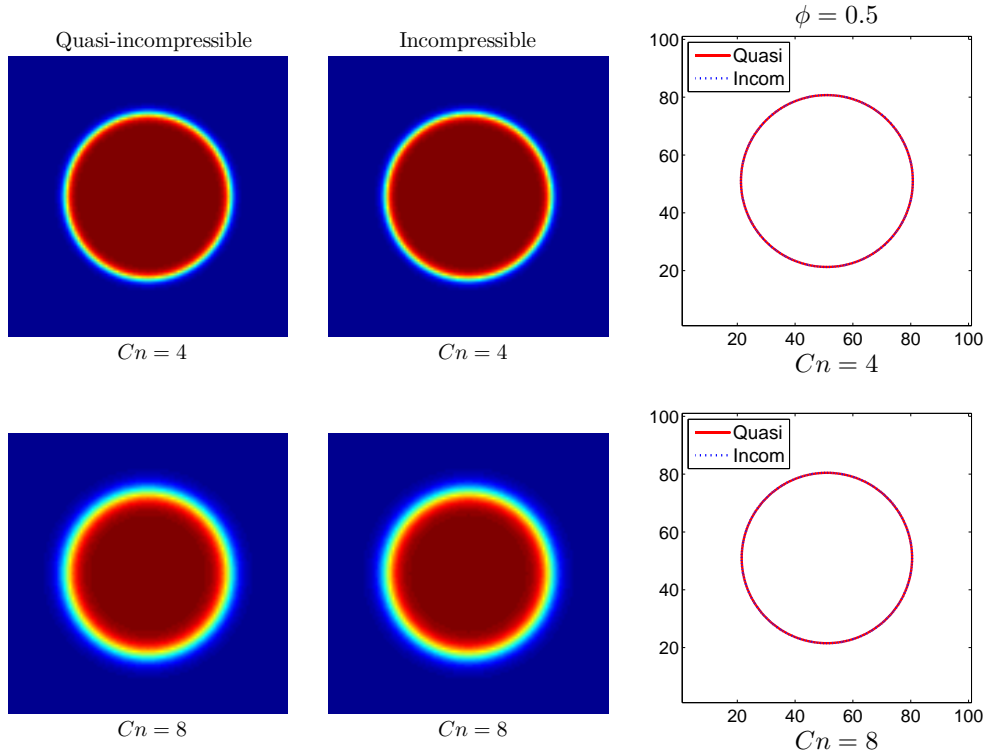 Quasi-incompressible
Incompressible
ϕ = 0.5
100
80
60
40
20
Quasi
Incom
20 40 60 80 100
Cn = 4
Cn = 4
Cn = 4
100
80
60
40
20
Quasi
Incom
20 40 60 80 100
Cn = 8
Cn = 8
Cn = 8